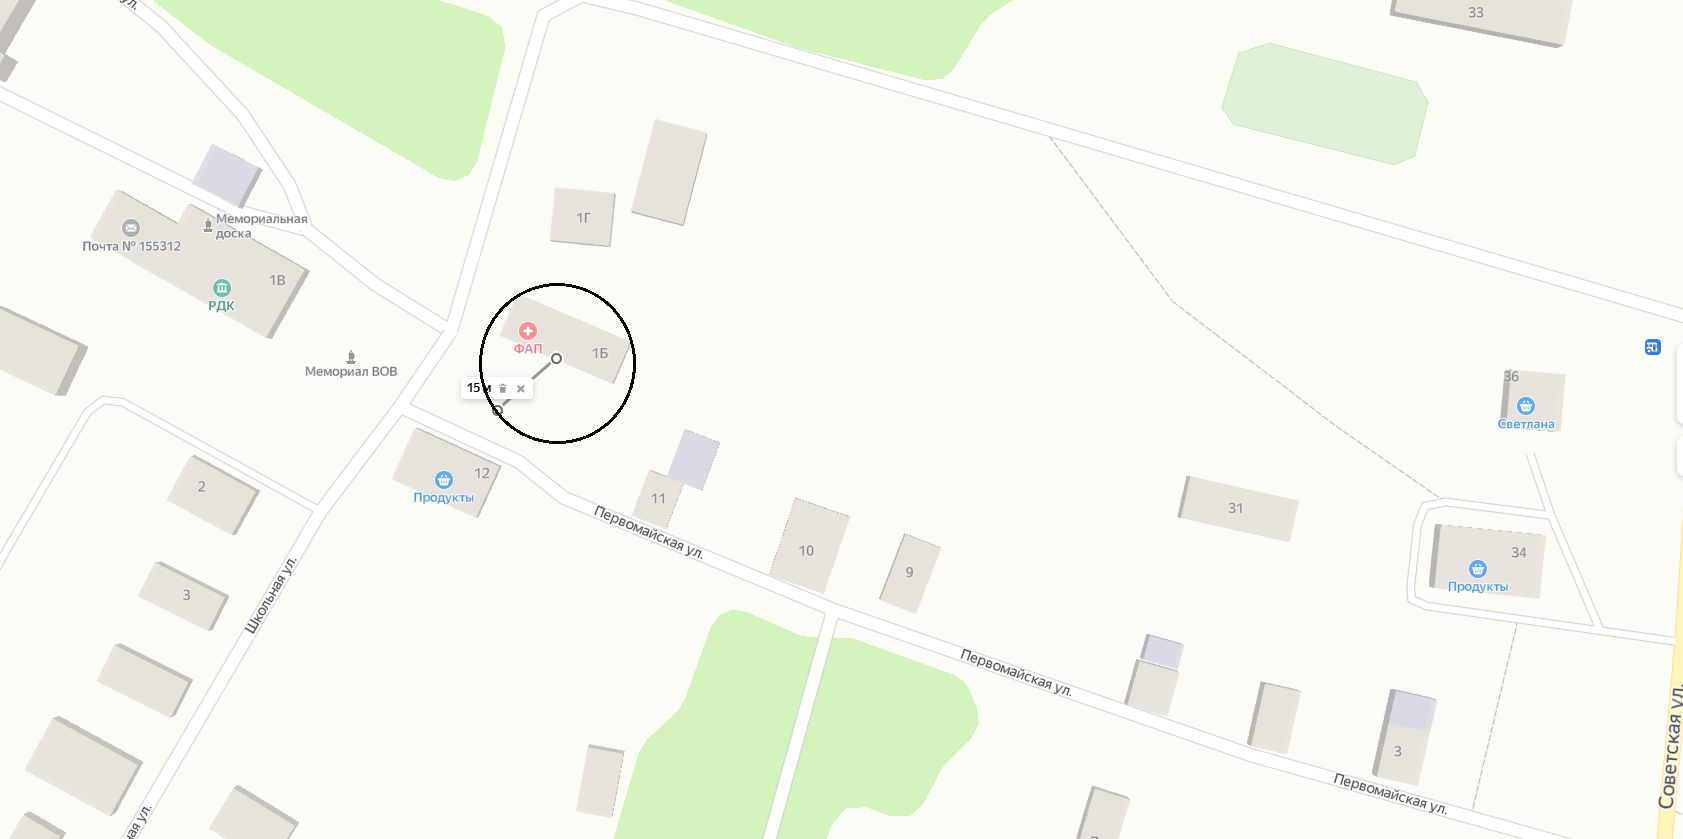 ул.
33
1Г
Мемориальная
доска
Почта № 155312
1В
РДК
ФАП
1Б
Мемориал ВОВ
15 м
36
Светлана
12
Продукты
2
11
31
Первомайская ул.
10
34
9
Продукты
3
Школьная ул.
Первомайская ул.
3
Советская ул.
Первомайская ул.
ная ул.